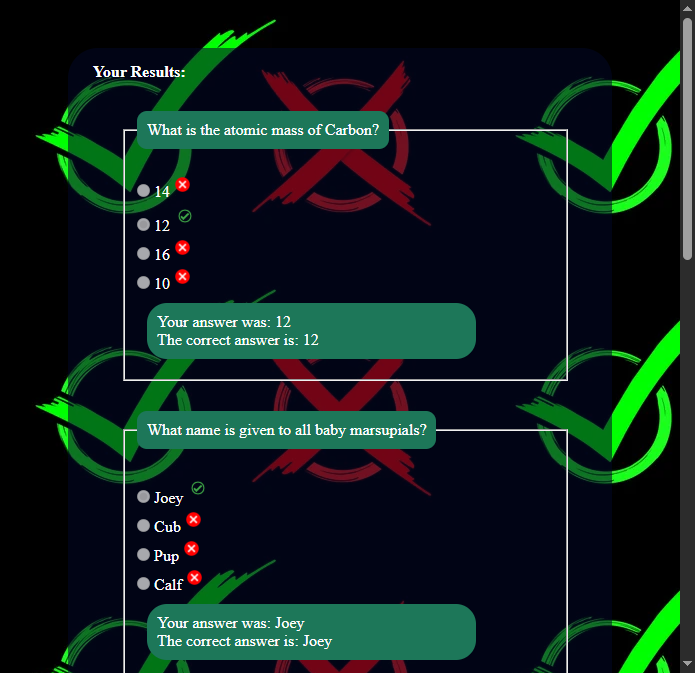 Your Results:
What is the atomic mass of Carbon?
14
12
16
10
Your answer was: 12
The correct answer is: 12
What name is given to all baby marsupials?
Joey
Cub
Pup
Calf
Your answer was: Joey
The correct answer is: Joey